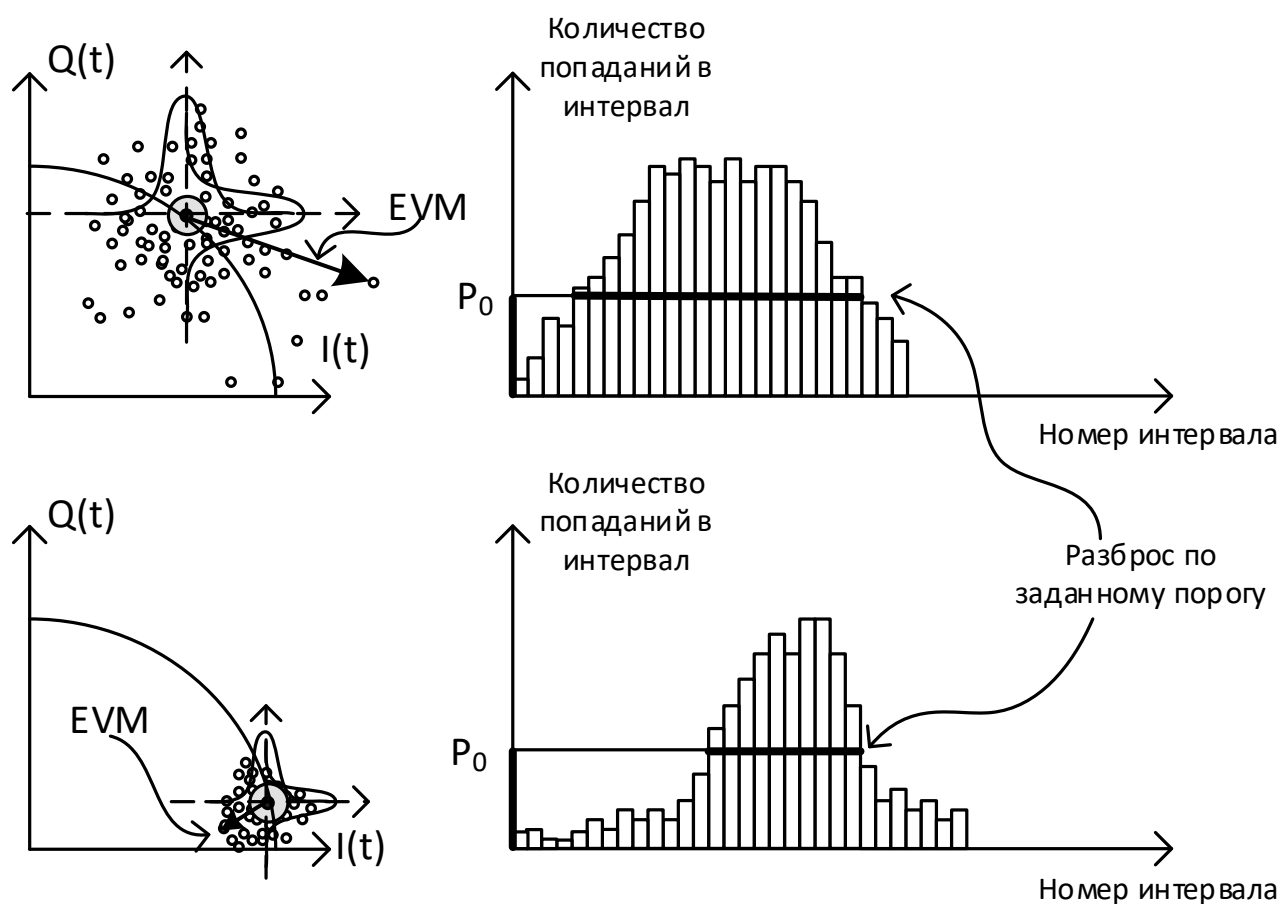 Количество
попаданий в
интервал
Q(t)
EVM
P0
I(t)
Номер интервала
Количество
попаданий в
интервал
Q(t)
Разброс по
заданному порогу
EVM
P0
I(t)
Номер интервала